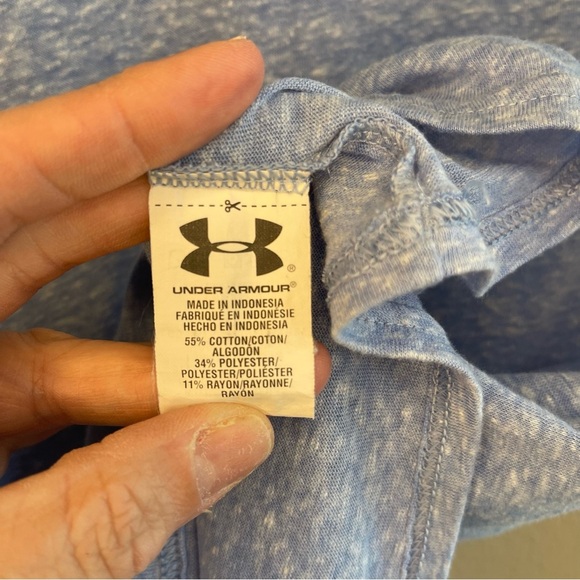 UNDER ARMOUR®
MADE IN INDONESIA
FABRIQUÉ EN INDONÉSIE
HECHO EN INDONESIA
55% COTTON/COTON/
ALGODÓN
34% POLYESTER/
POLYESTER/POLIÉSTER
11% RAYON/RAYONNE/
RAYÓN